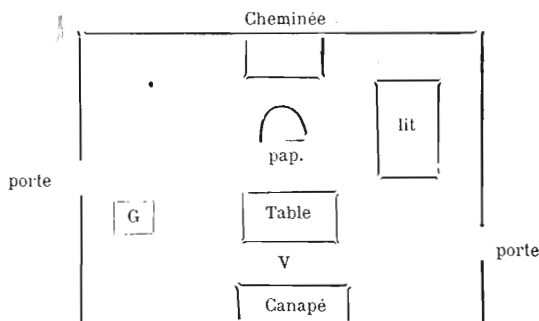 Cheminée
lit
pap.
porte
G
Table
porte
V
Canapé